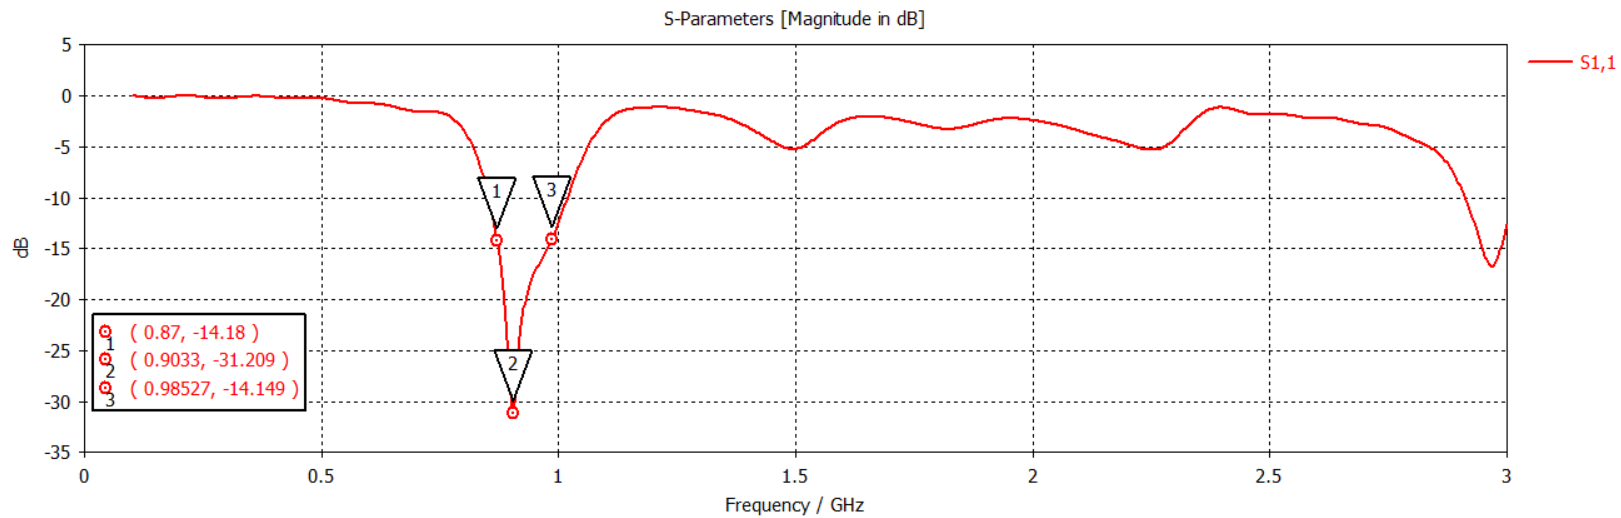 S-Parameters [Magnitude in dB]
5
0
-5
-10
-15
-20
-25
-30
-35
dB
S1,1
1
3
2
1 ( 0.87, -14.18 )
2 ( 0.9033, -31.209 )
3 ( 0.98527, -14.149 )
0 0.5 1 1.5 2 2.5 3
Frequency / GHz